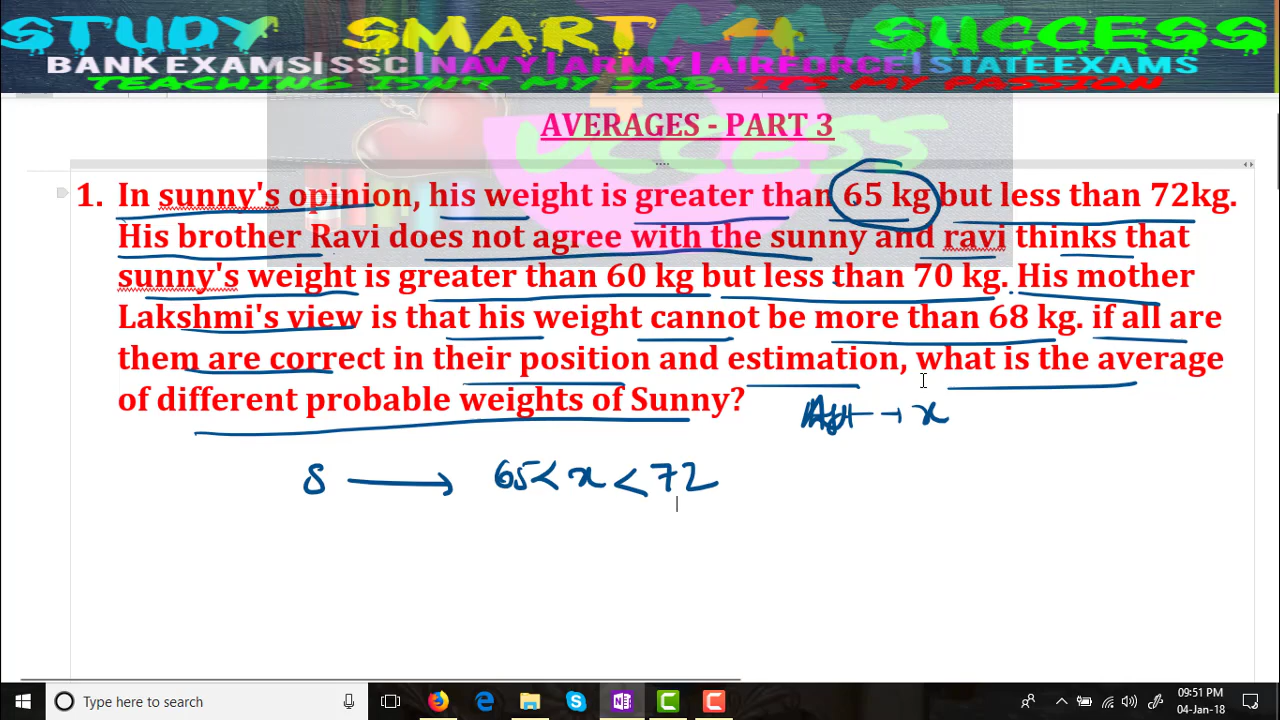 STUDY SMART 4 SUCCESS
BANK EXAMS|SSC|NAVY|ARMY|AIRFORCE|STATE EXAMS
TEACHING ISN'T MY JOB, IT'S MY PASSION
UCCESS
AVERAGES - PART 3
1. In sunny's opinion, his weight is greater than 65 kg but less than 72kg.
His brother Ravi does not agree with the sunny and ravi thinks that
sunny's weight is greater than 60 kg but less than 70 kg. His mother
Lakshmi's view is that his weight cannot be more than 68 kg. if all are
them are correct in their position and estimation, what is the average
of different probable weights of Sunny?
→ x
S → 65 < x < 72
Type here to search
09:51 PM
04-Jan-18